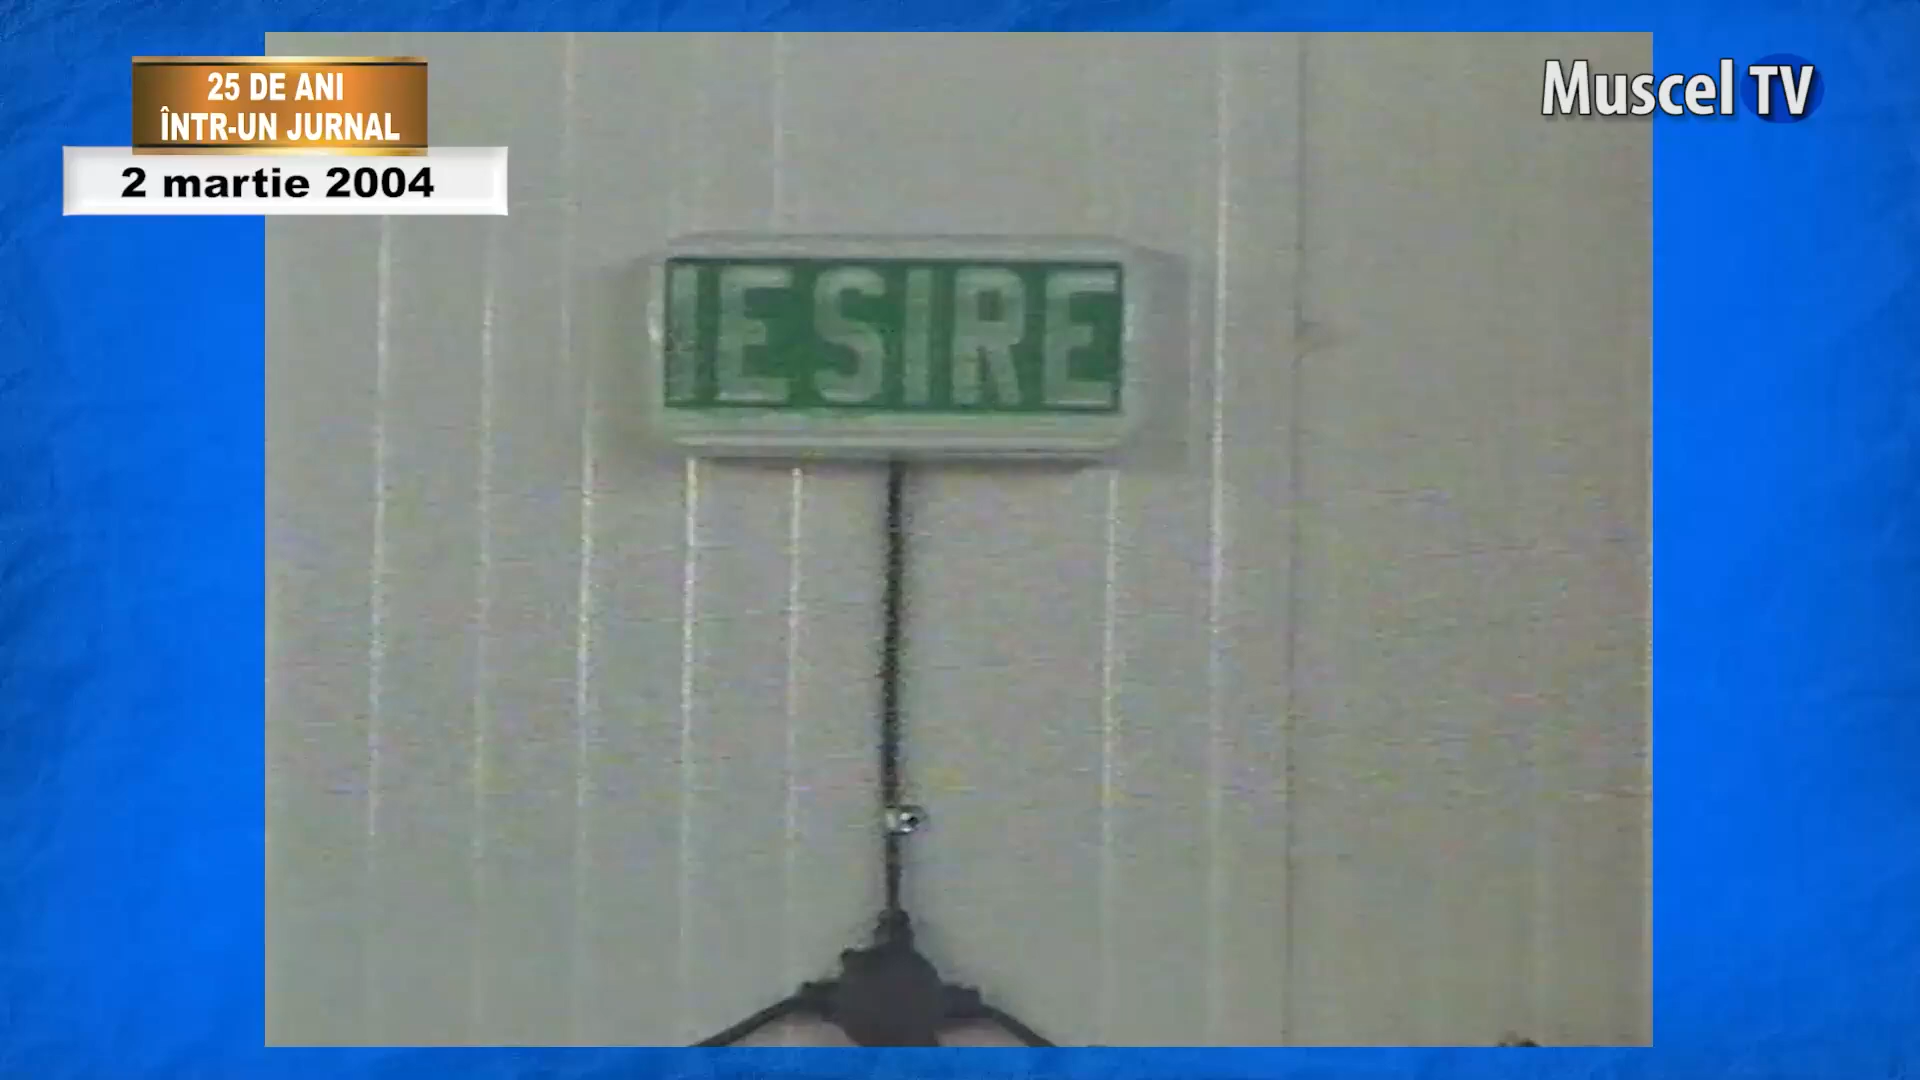 25 DE ANI
ÎNTR-UN JURNAL
2 martie 2004
Muscel TV
IESIRE